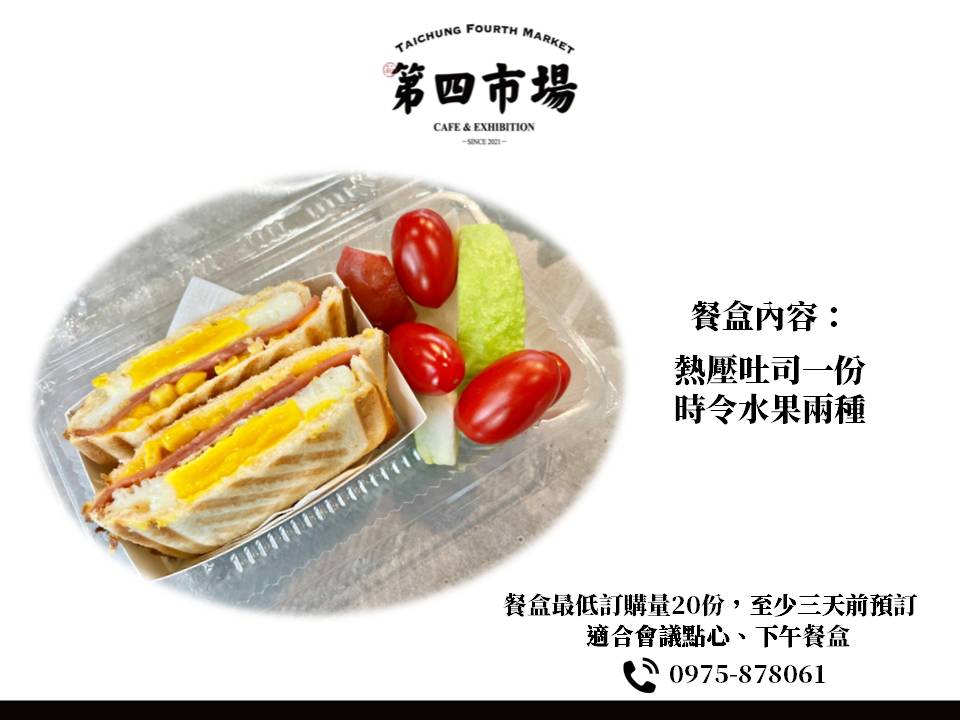 TAICHUNG FOURTH MARKET
第四市場
CAFE & EXHIBITION
－SINCE 2021－
餐盒內容：
熱壓吐司一份
時令水果兩種
餐盒最低訂購量20份，至少三天前預訂
適合會議點心、下午餐盒
0975-878061